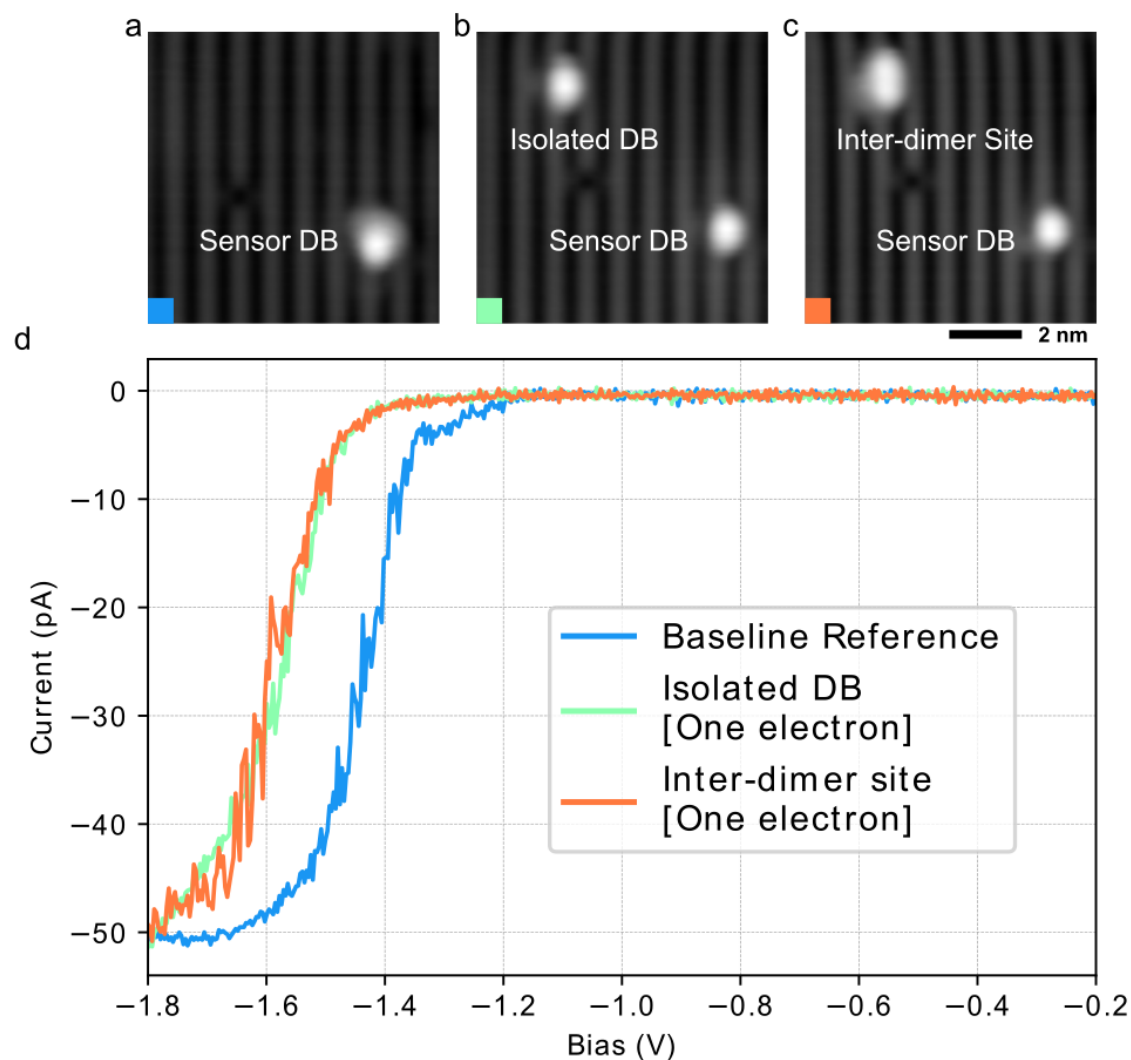 a
b
c
Isolated DB
Inter-dimer Site
Sensor DB
Sensor DB
Sensor DB
2 nm
d
0
−10
−20
−30
−40
−50
Current (pA)
Baseline Reference
Isolated DB
[One electron]
Inter-dimer site
[One electron]
−1.8
−1.6
−1.4
−1.2
−1.0
−0.8
−0.6
−0.4
−0.2
Bias (V)